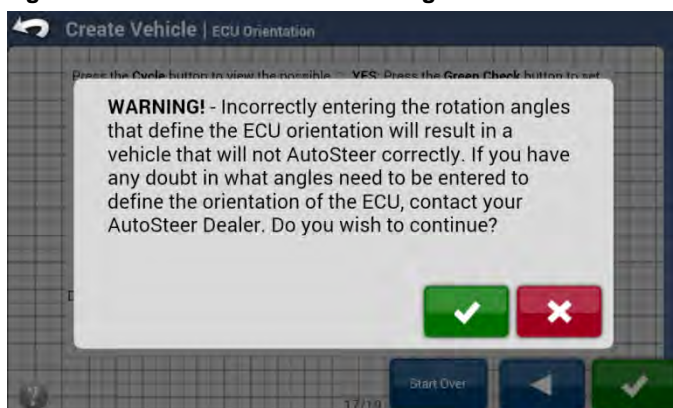 Create Vehicle | ECU Orientation
Press the Cycle button to view the possible YES: Press the Green Check button to set
WARNING! - Incorrectly entering the rotation angles
that define the ECU orientation will result in a
vehicle that will not AutoSteer correctly. If you have
any doubt in what angles need to be entered to
define the orientation of the ECU, contact your
AutoSteer Dealer. Do you wish to continue?
Start Over
17/19
?